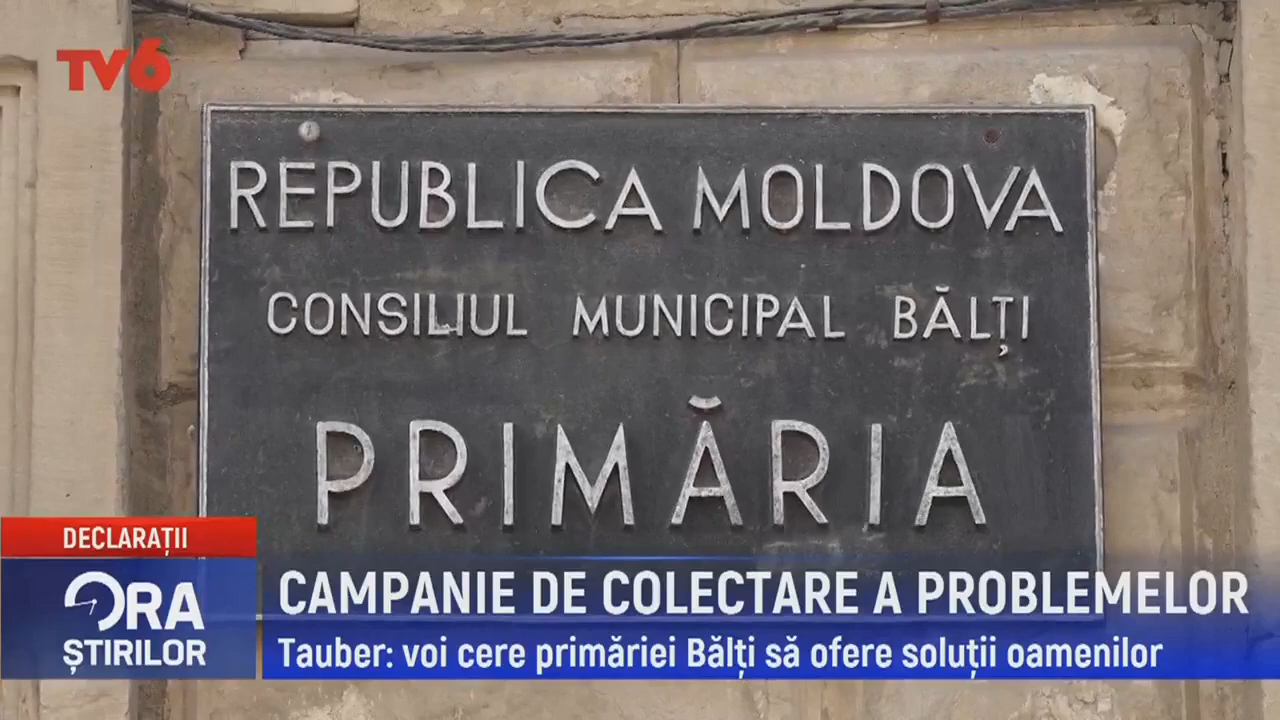 TV6
REPUBLICA MOLDOVA
CONSILIUL MUNICIPAL BĂLȚI
PRIMĂRIA
DECLARAȚII
ORA
ȘTIRILOR
CAMPANIE DE COLECTARE A PROBLEMELOR
Tauber: voi cere primăriei Bălți să ofere soluții oamenilor